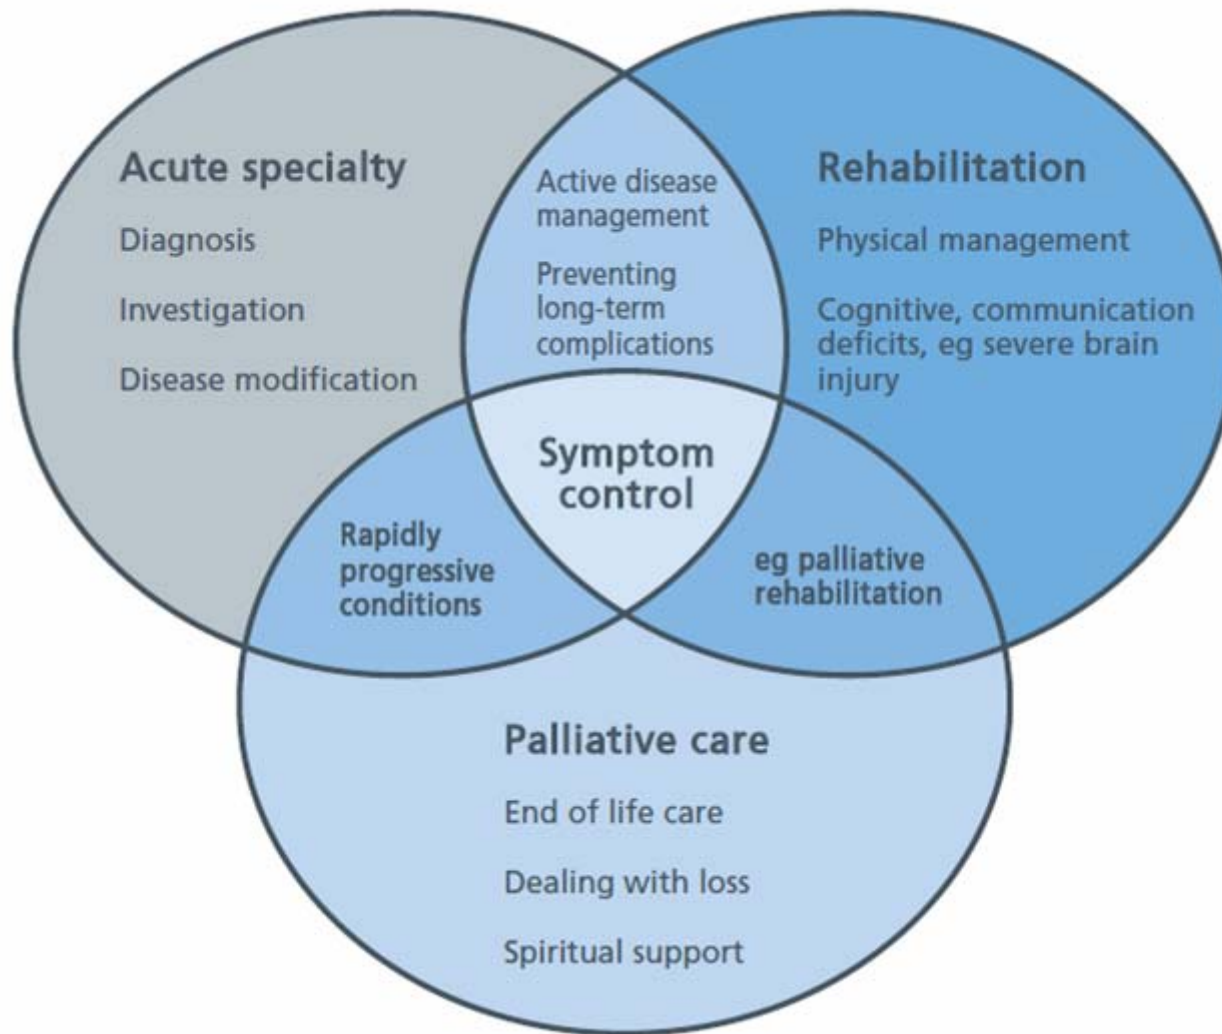 Acute specialty
Diagnosis
Investigation
Disease modification
Active disease
management
Preventing
long-term
complications
Rehabilitation
Physical management
Cognitive, communication
deficits, eg severe brain
injury
Symptom
control
Rapidly
progressive
conditions
eg palliative
rehabilitation
Palliative care
End of life care
Dealing with loss
Spiritual support